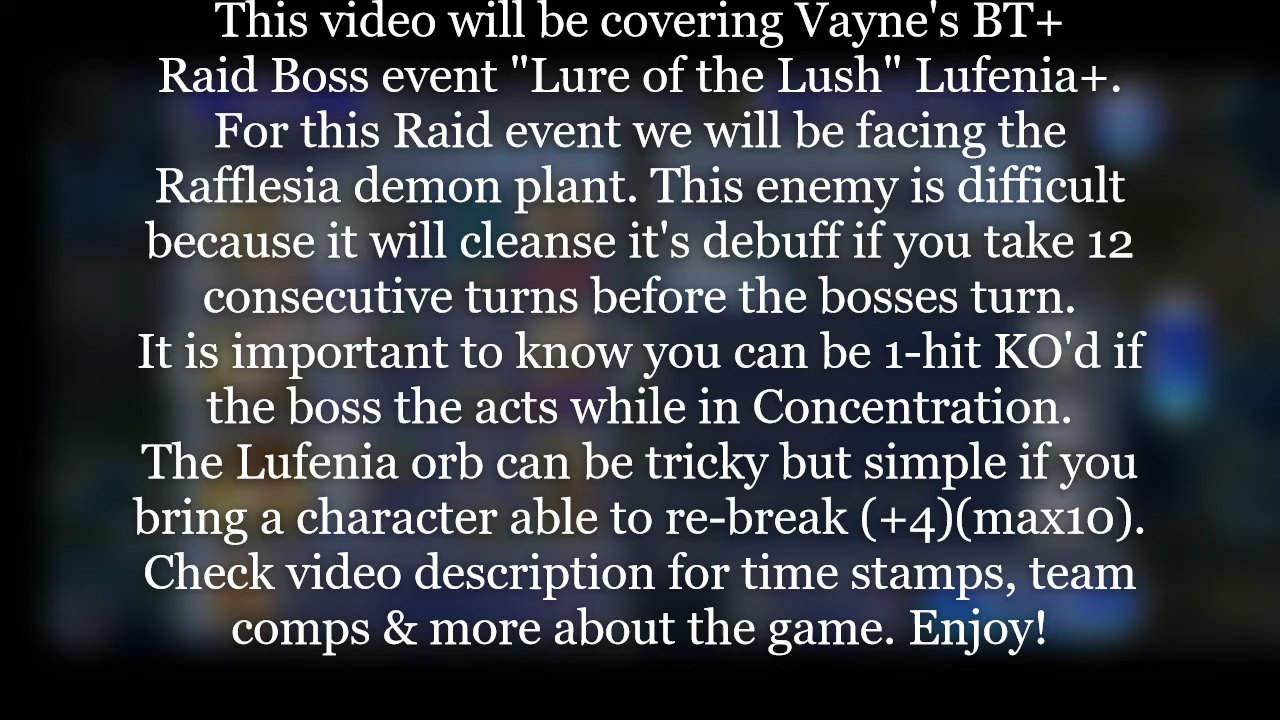 This video will be covering Vayne's BT+
Raid Boss event "Lure of the Lush" Lufenia+.
For this Raid event we will be facing the
Rafflesia demon plant. This enemy is difficult
because it will cleanse it's debuff if you take 12
consecutive turns before the bosses turn.
It is important to know you can be 1-hit KO'd if
the boss the acts while in Concentration.
The Lufenia orb can be tricky but simple if you
bring a character able to re-break (+4)(max10).
Check video description for time stamps, team
comps & more about the game. Enjoy!